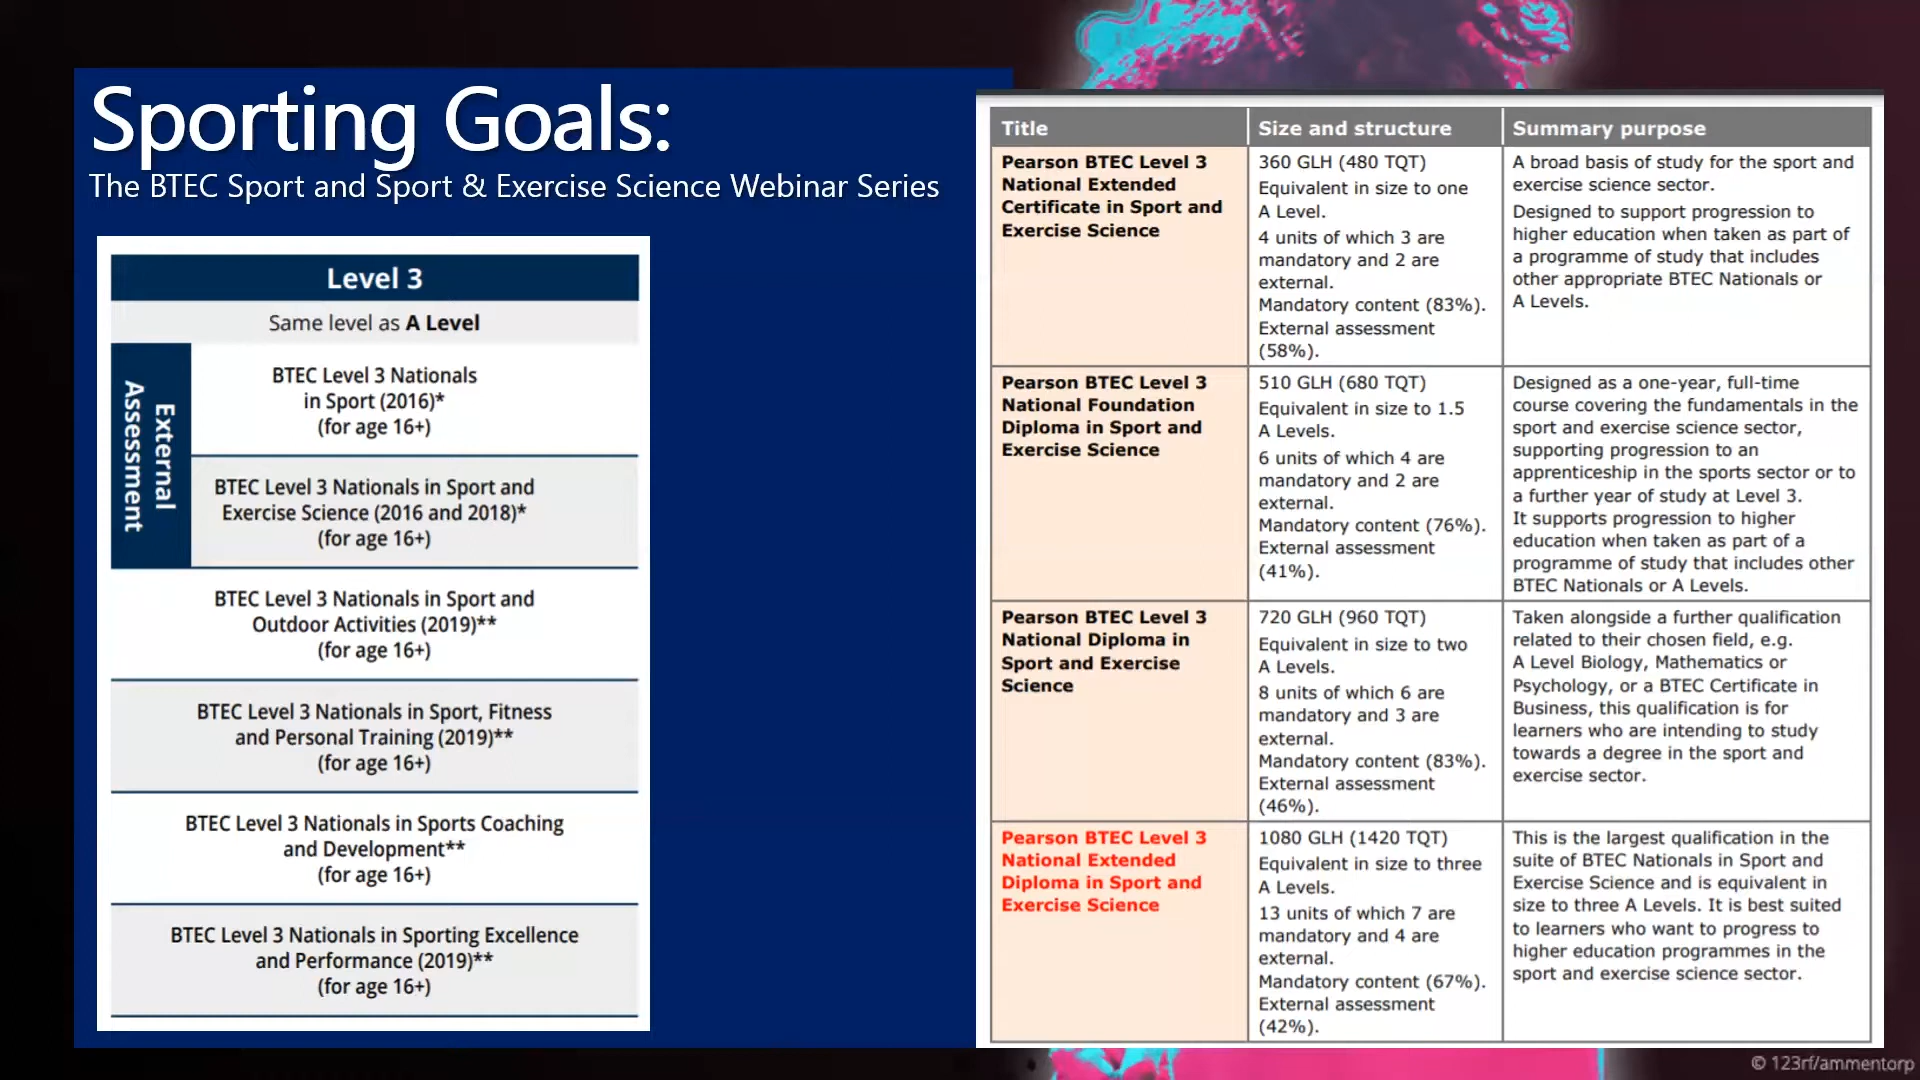 Sporting Goals:
The BTEC Sport and Sport & Exercise Science Webinar Series
Level 3
Same level as A Level
External
Assessment
BTEC Level 3 Nationals
in Sport (2016)*
(for age 16+)
BTEC Level 3 Nationals in Sport and
Exercise Science (2016 and 2018)*
(for age 16+)
BTEC Level 3 Nationals in Sport and
Outdoor Activities (2019)**
(for age 16+)
BTEC Level 3 Nationals in Sport, Fitness
and Personal Training (2019)**
(for age 16+)
BTEC Level 3 Nationals in Sports Coaching
and Development**
(for age 16+)
BTEC Level 3 Nationals in Sporting Excellence
and Performance (2019)**
(for age 16+)
Title
Size and structure
Summary purpose
Pearson BTEC Level 3
National Extended
Certificate in Sport and
Exercise Science
360 GLH (480 TQT)
Equivalent in size to one
A Level.
4 units of which 3 are
mandatory and 2 are
external.
Mandatory content (83%).
External assessment
(58%).
A broad basis of study for the sport and
exercise science sector.
Designed to support progression to
higher education when taken as part of
a programme of study that includes
other appropriate BTEC Nationals or
A Levels.
Pearson BTEC Level 3
National Foundation
Diploma in Sport and
Exercise Science
510 GLH (680 TQT)
Equivalent in size to 1.5
A Levels.
6 units of which 4 are
mandatory and 2 are
external.
Mandatory content (76%).
External assessment
(41%).
Designed as a one-year, full-time
course covering the fundamentals in the
sport and exercise science sector,
supporting progression to an
apprenticeship in the sports sector or to
a further year of study at Level 3.
It supports progression to higher
education when taken as part of a
programme of study that includes other
BTEC Nationals or A Levels.
Pearson BTEC Level 3
National Diploma in
Sport and Exercise
Science
720 GLH (960 TQT)
Equivalent in size to two
A Levels.
8 units of which 6 are
mandatory and 3 are
external.
Mandatory content (83%).
External assessment
(46%).
Taken alongside a further qualification
related to their chosen field, e.g.
A Level Biology, Mathematics or
Psychology, or a BTEC Certificate in
Business, this qualification is for
learners who are intending to study
towards a degree in the sport and
exercise sector.
Pearson BTEC Level 3
National Extended
Diploma in Sport and
Exercise Science
1080 GLH (1420 TQT)
Equivalent in size to three
A Levels.
13 units of which 7 are
mandatory and 4 are
external.
Mandatory content (67%).
External assessment
(42%).
This is the largest qualification in the
suite of BTEC Nationals in Sport and
Exercise Science and is equivalent in
size to three A Levels. It is best suited
to learners who want to progress to
higher education programmes in the
sport and exercise science sector.
© 123rf/ammentorp